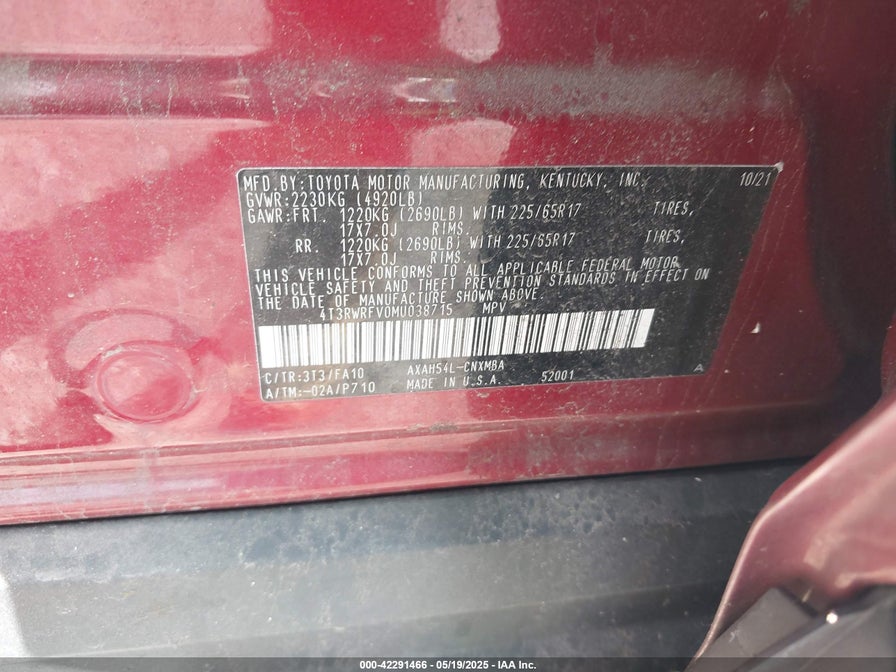 MFD.BY:TOYOTA MOTOR MANUFACTURING, KENTUCKY, INC. 10/21
GVWR:2230KG (4920LB)
GAWR:FRT. 1220KG (2690LB) WITH 225/65R17 TIRES,
17X7.0J RIMS.
RR. 1220KG (2690LB) WITH 225/65R17 TIRES,
17X7.0J RIMS.
THIS VEHICLE CONFORMS TO ALL APPLICABLE FEDERAL MOTOR
VEHICLE SAFETY AND THEFT PREVENTION STANDARDS IN EFFECT ON
THE DATE OF MANUFACTURE SHOWN ABOVE.
4T3RWRFV0MU038715 MPV
C/TR:3T3/FA10 AXAH54L-CNXMBA A
A/TM:-02A/P710 MADE IN U.S.A. 52001
000-42291466 - 05/19/2025 - IAA Inc.